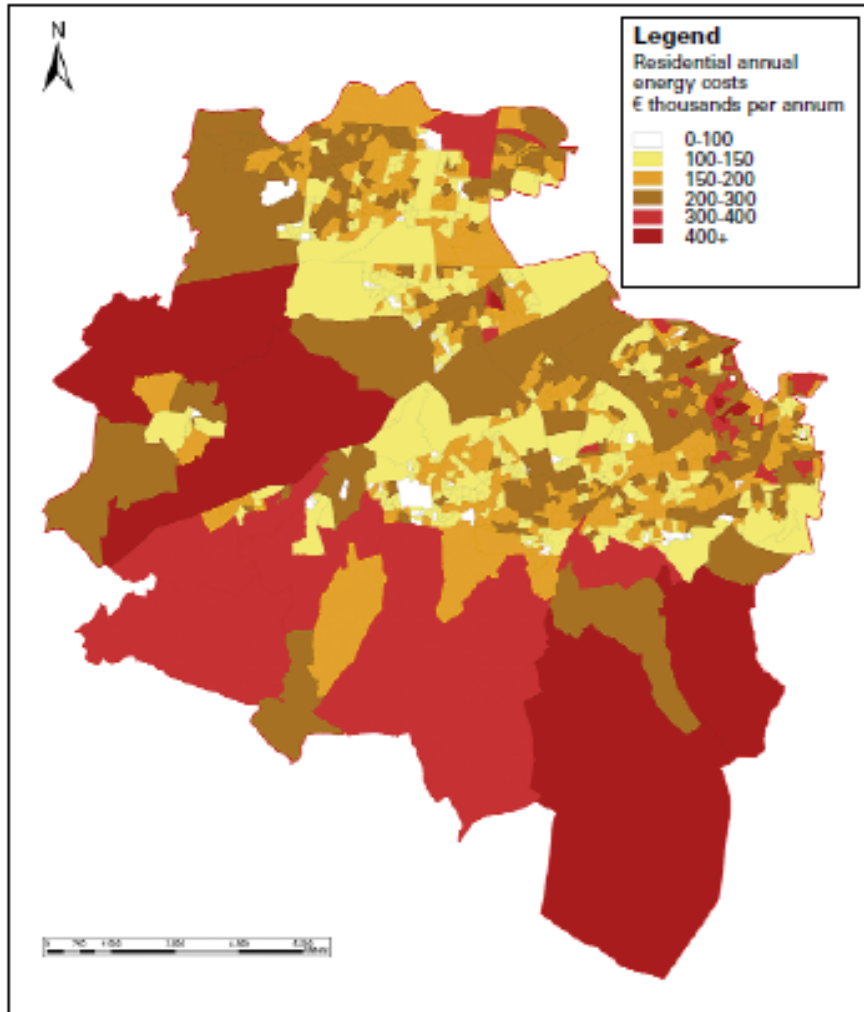 N
Legend
Residential annual
energy costs
€ thousands per annum
0-100
100-150
150-200
200-300
300-400
400+
0